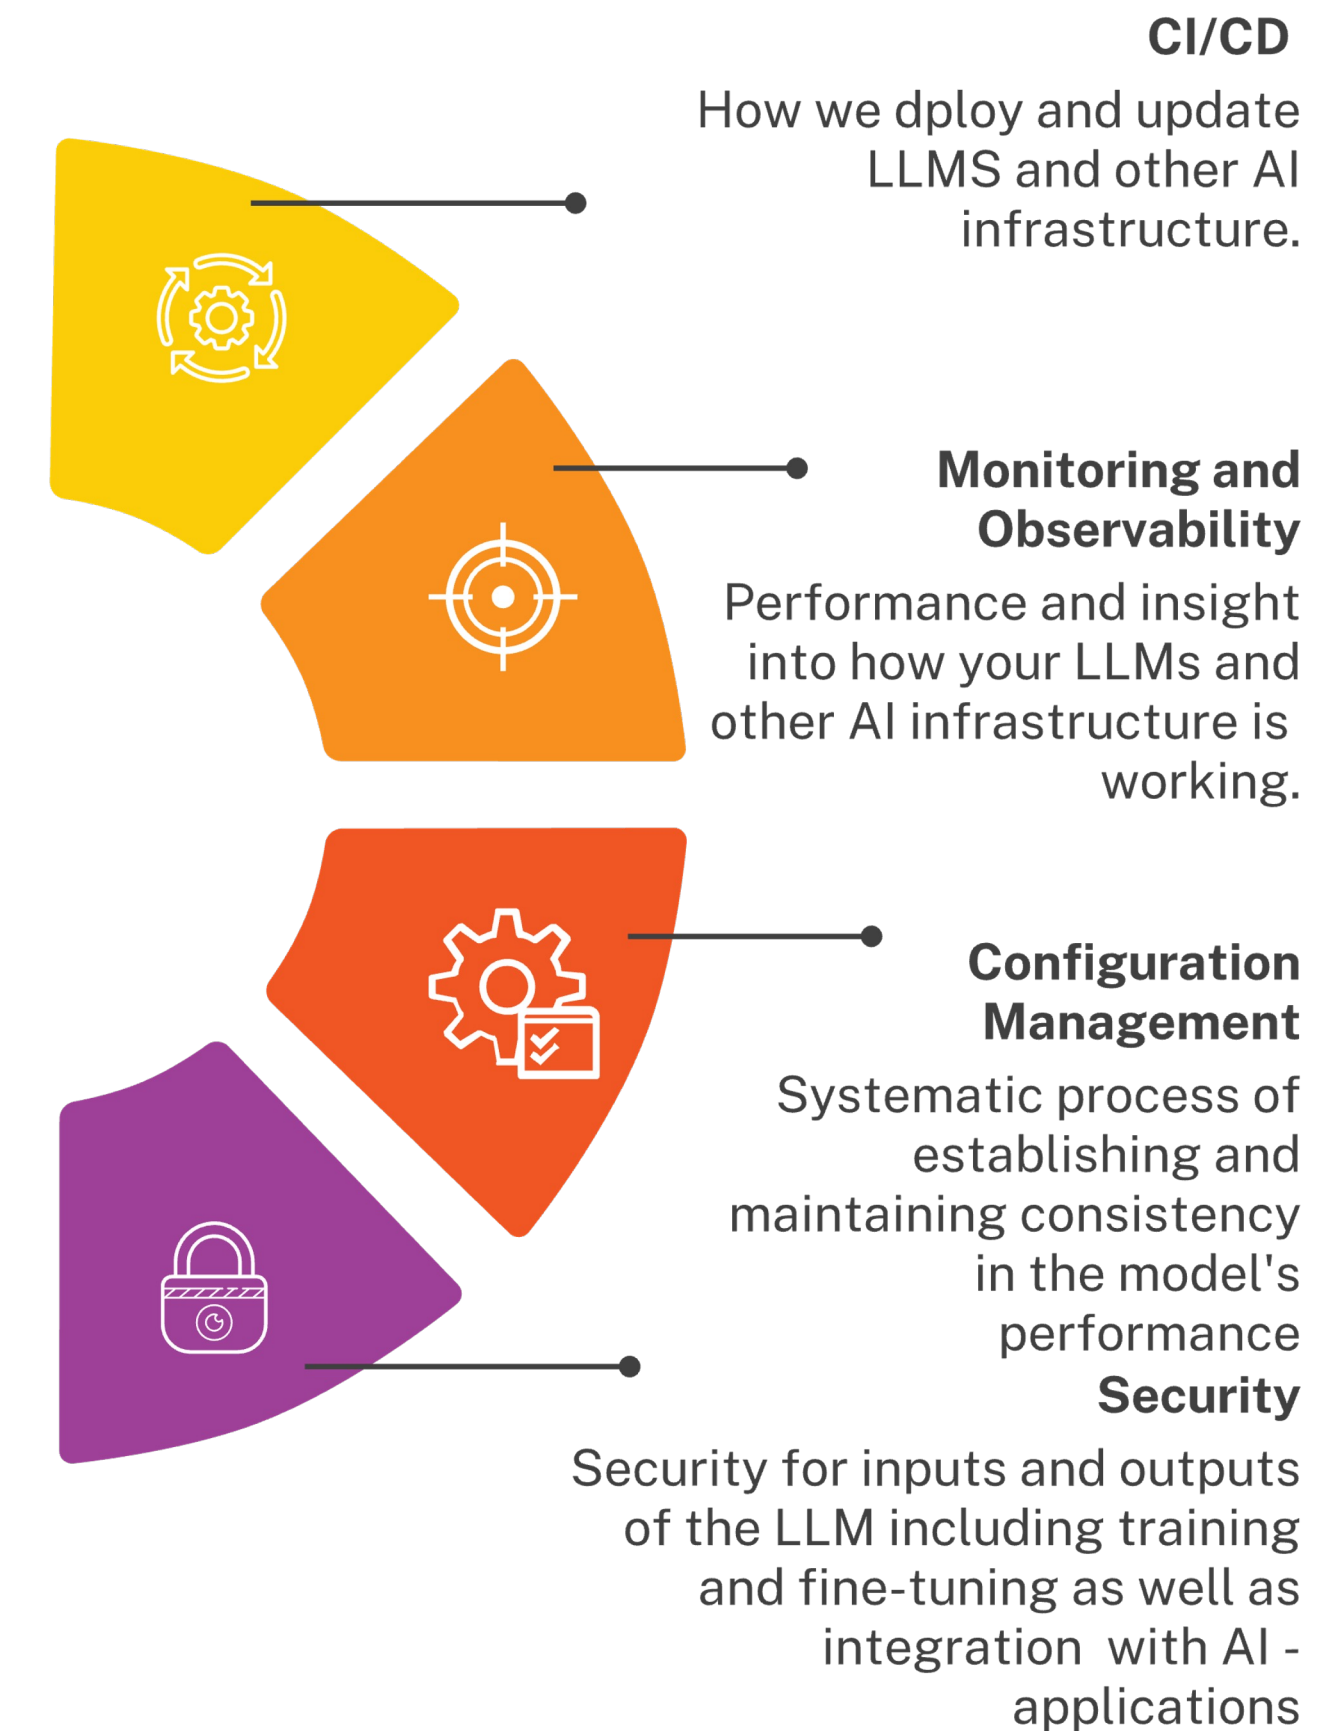 CI/CD
How we dploy and update
LLMS and other AI
infrastructure.
Monitoring and
Observability
Performance and insight
into how your LLMs and
other AI infrastructure is
working.
Configuration
Management
Systematic process of
establishing and
maintaining consistency
in the model's
performance
Security
Security for inputs and outputs
of the LLM including training
and fine-tuning as well as
integration  with AI -
applications